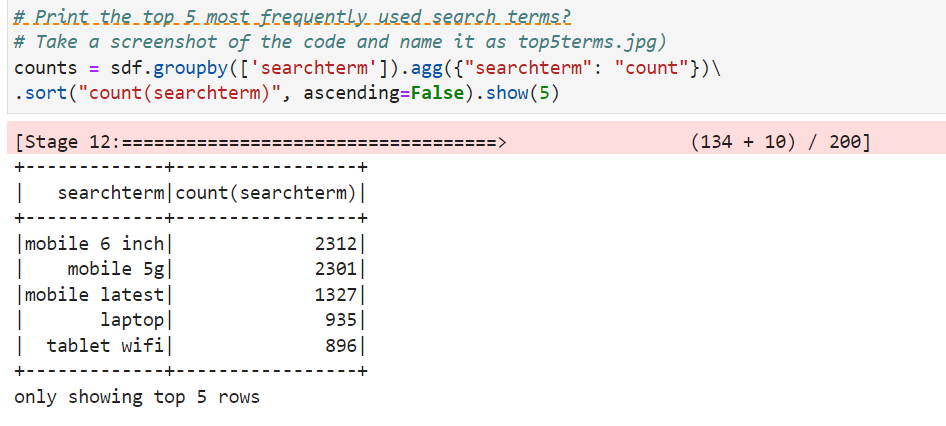 # Print the top 5 most frequently used search terms?
# Take a screenshot of the code and name it as top5terms.jpg)
counts = sdf.groupby(['searchterm']).agg({"searchterm": "count"})\
.sort("count(searchterm)", ascending=False).show(5)
[Stage 12:===================================>                 (134 + 10) / 200]
+-------------+-----------------+
|   searchterm|count(searchterm)|
+-------------+-----------------+
|mobile 6 inch|             2312|
|    mobile 5g|             2301|
|mobile latest|             1327|
|       laptop|              935|
|  tablet wifi|              896|
+-------------+-----------------+
only showing top 5 rows